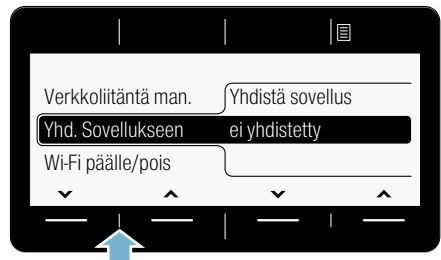 Verkkoliitäntä man. Yhdistä sovellus
Yhd. Sovellukseen ei yhdistetty
Wi-Fi päälle/pois